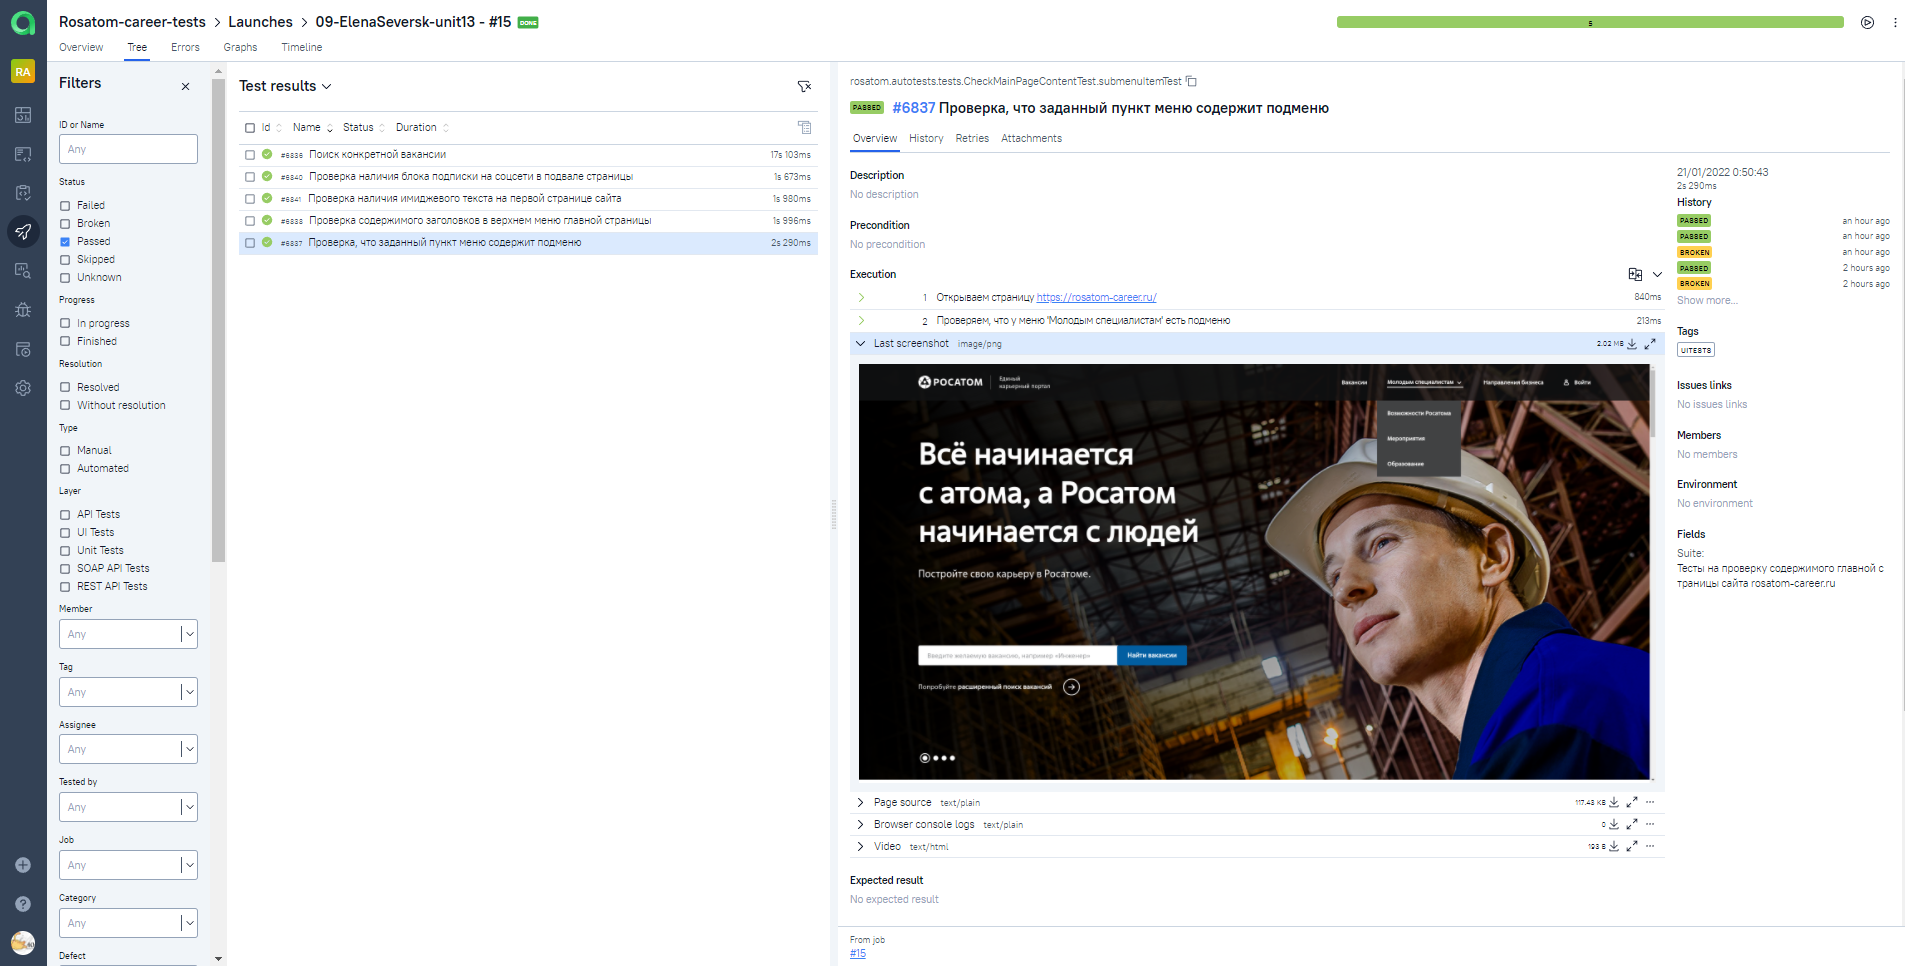 Rosatom-career-tests > Launches > 09-ElenaSeversk-unit13 - #15 DONE
5
Overview Tree Errors Graphs Timeline
RA
Filters
ID or Name
Any
Status
Failed
Broken
Passed
Skipped
Unknown
Progress
In progress
Finished
Resolution
Resolved
Without resolution
Type
Manual
Automated
Layer
API Tests
UI Tests
Unit Tests
SOAP API Tests
REST API Tests
Member
Any
Tag
Any
Assignee
Any
Tested by
Any
Job
Any
Category
Any
Defect
Test results
Id Name Status Duration
#6836 Поиск конкретной вакансии 17s 103ms
#6840 Проверка наличия блока подписки на соцсети в подвале страницы 1s 673ms
#6841 Проверка наличия имиджевого текста на первой странице сайта 1s 980ms
#6838 Проверка содержимого заголовков в верхнем меню главной страницы 1s 996ms
#6837 Проверка, что заданный пункт меню содержит подменю 2s 290ms
rosatom.autotests.tests.CheckMainPageContentTest.submenuItemTest
PASSED #6837 Проверка, что заданный пункт меню содержит подменю
Overview History Retries Attachments
Description
No description
Precondition
No precondition
Execution
1 Открываем страницу https://rosatom-career.ru/ 840ms
2 Проверяем, что у меню 'Молодым специалистам' есть подменю 213ms
Last screenshot image/png 2.02 MB
РОСАТОМ
Единый
карьерный портал
Вакансии Молодым специалистам Направления бизнеса Войти
Возможности Росатома
Мероприятия
Образование
Всё начинается
с атома, а Росатом
начинается с людей
Постройте свою карьеру в Росатоме.
Введите желаемую вакансию, например «Инженер» Найти вакансии
Попробуйте расширенный поиск вакансий
Page source text/plain 117.43 KB
Browser console logs text/plain 0
Video text/html 193 B
Expected result
No expected result
From job
#15
21/01/2022 0:50:43
2s 290ms
History
PASSED an hour ago
PASSED an hour ago
BROKEN an hour ago
PASSED 2 hours ago
BROKEN 2 hours ago
Show more...
Tags
UITESTS
Issues links
No issues links
Members
No members
Environment
No environment
Fields
Suite:
Тесты на проверку содержимого главной с
траницы сайта rosatom-career.ru